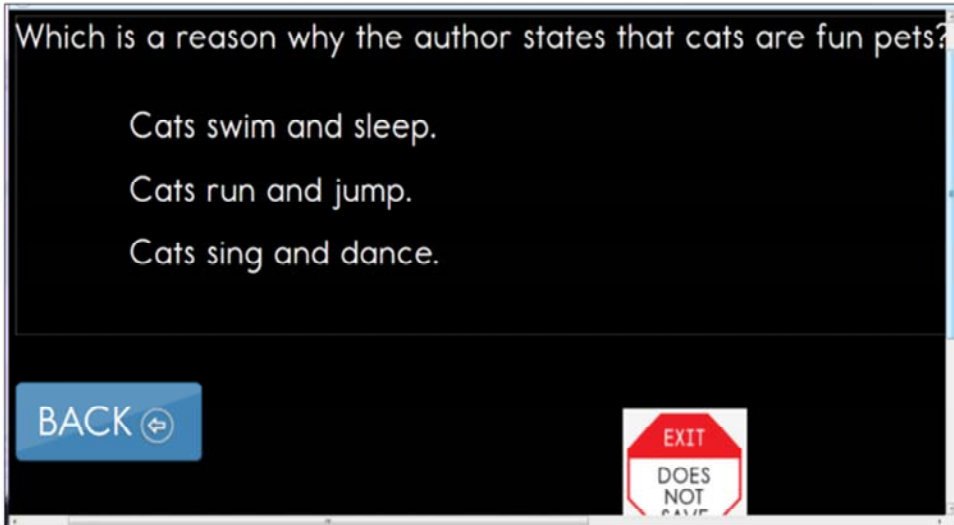 Which is a reason why the author states that cats are fun pets?
Cats swim and sleep.
Cats run and jump.
Cats sing and dance.
BACK
EXIT
DOES
NOT
SAVE